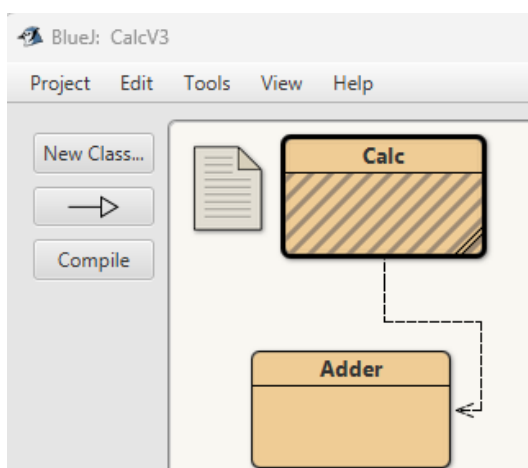 BlueJ: CalcV3
Project Edit Tools View Help
New Class...
Compile
Calc
Adder